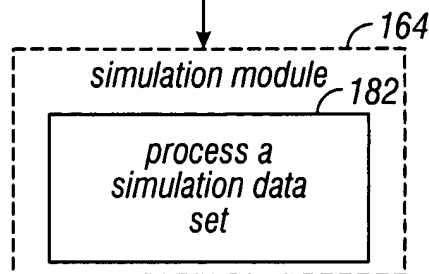 164
simulation module
182
process a
simulation data
set